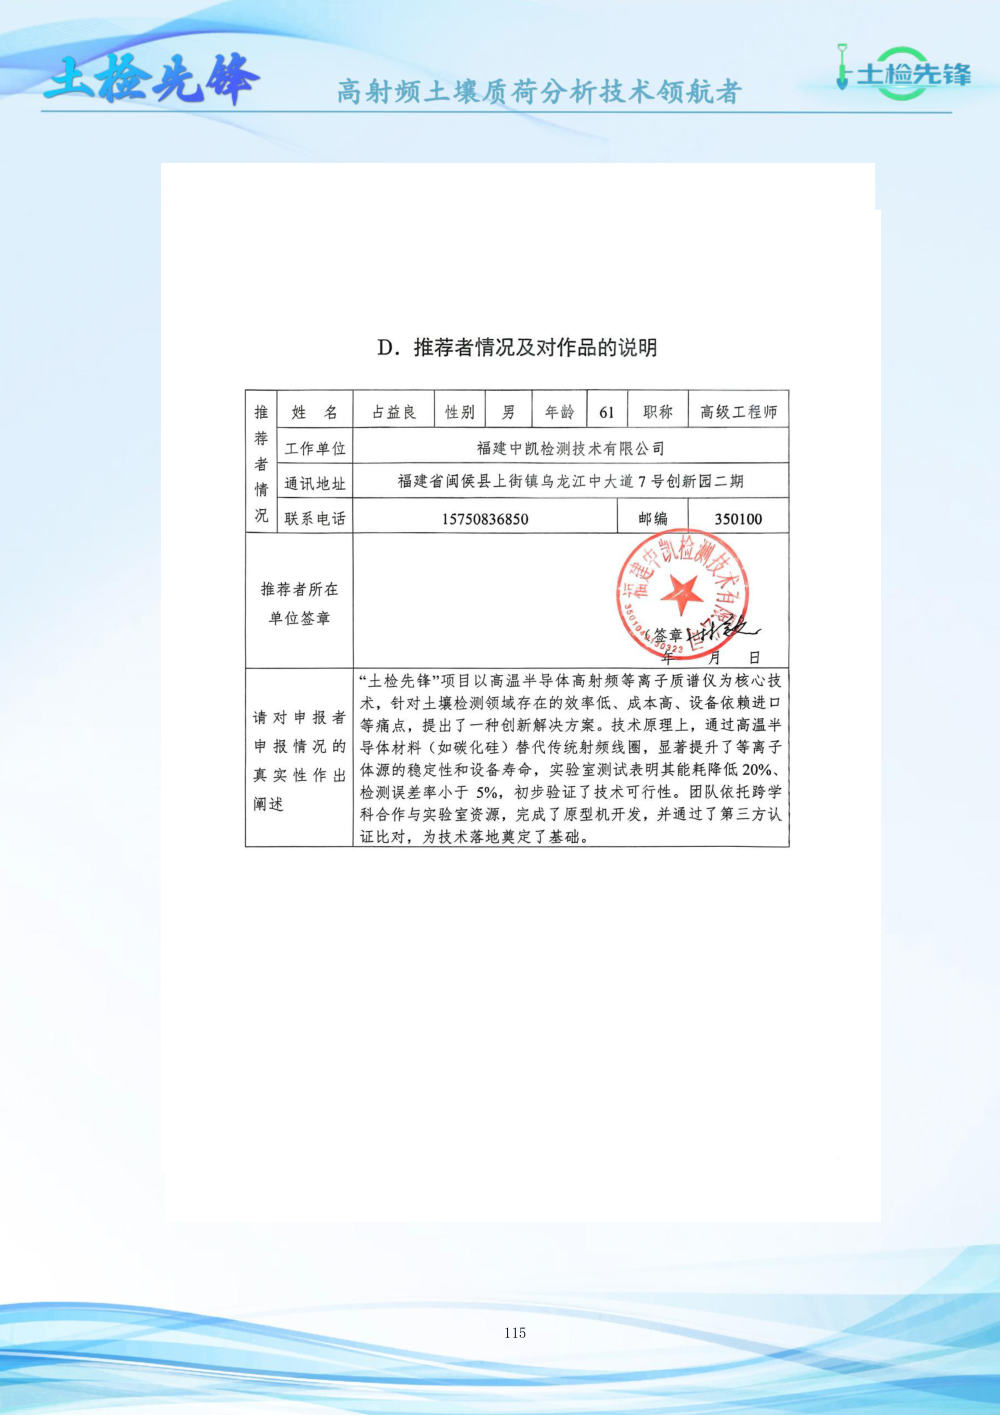 土检先锋
高射频土壤质荷分析技术领航者
土检先锋
D. 推荐者情况及对作品的说明
推荐者情况
姓 名 占益良 性别 男 年龄 61 职称 高级工程师
工作单位 福建中凯检测技术有限公司
通讯地址 福建省闽侯县上街镇乌龙江中大道 7 号创新园二期
联系电话 15750836850 邮编 350100
推荐者所在
单位签章
福建中凯检测技术有限公司
(签章)
年 月 日
请对申报者
申报情况的
真实性作出
阐述
“土检先锋”项目以高温半导体高射频等离子质谱仪为核心技
术，针对土壤检测领域存在的效率低、成本高、设备依赖进口
等痛点，提出了一种创新解决方案。技术原理上，通过高温半
导体材料（如碳化硅）替代传统射频线圈，显著提升了等离子
体源的稳定性和设备寿命，实验室测试表明其能耗降低 20%、
检测误差率小于 5%，初步验证了技术可行性。团队依托跨学
科合作与实验室资源，完成了原型机开发，并通过了第三方认
证比对，为技术落地奠定了基础。
115